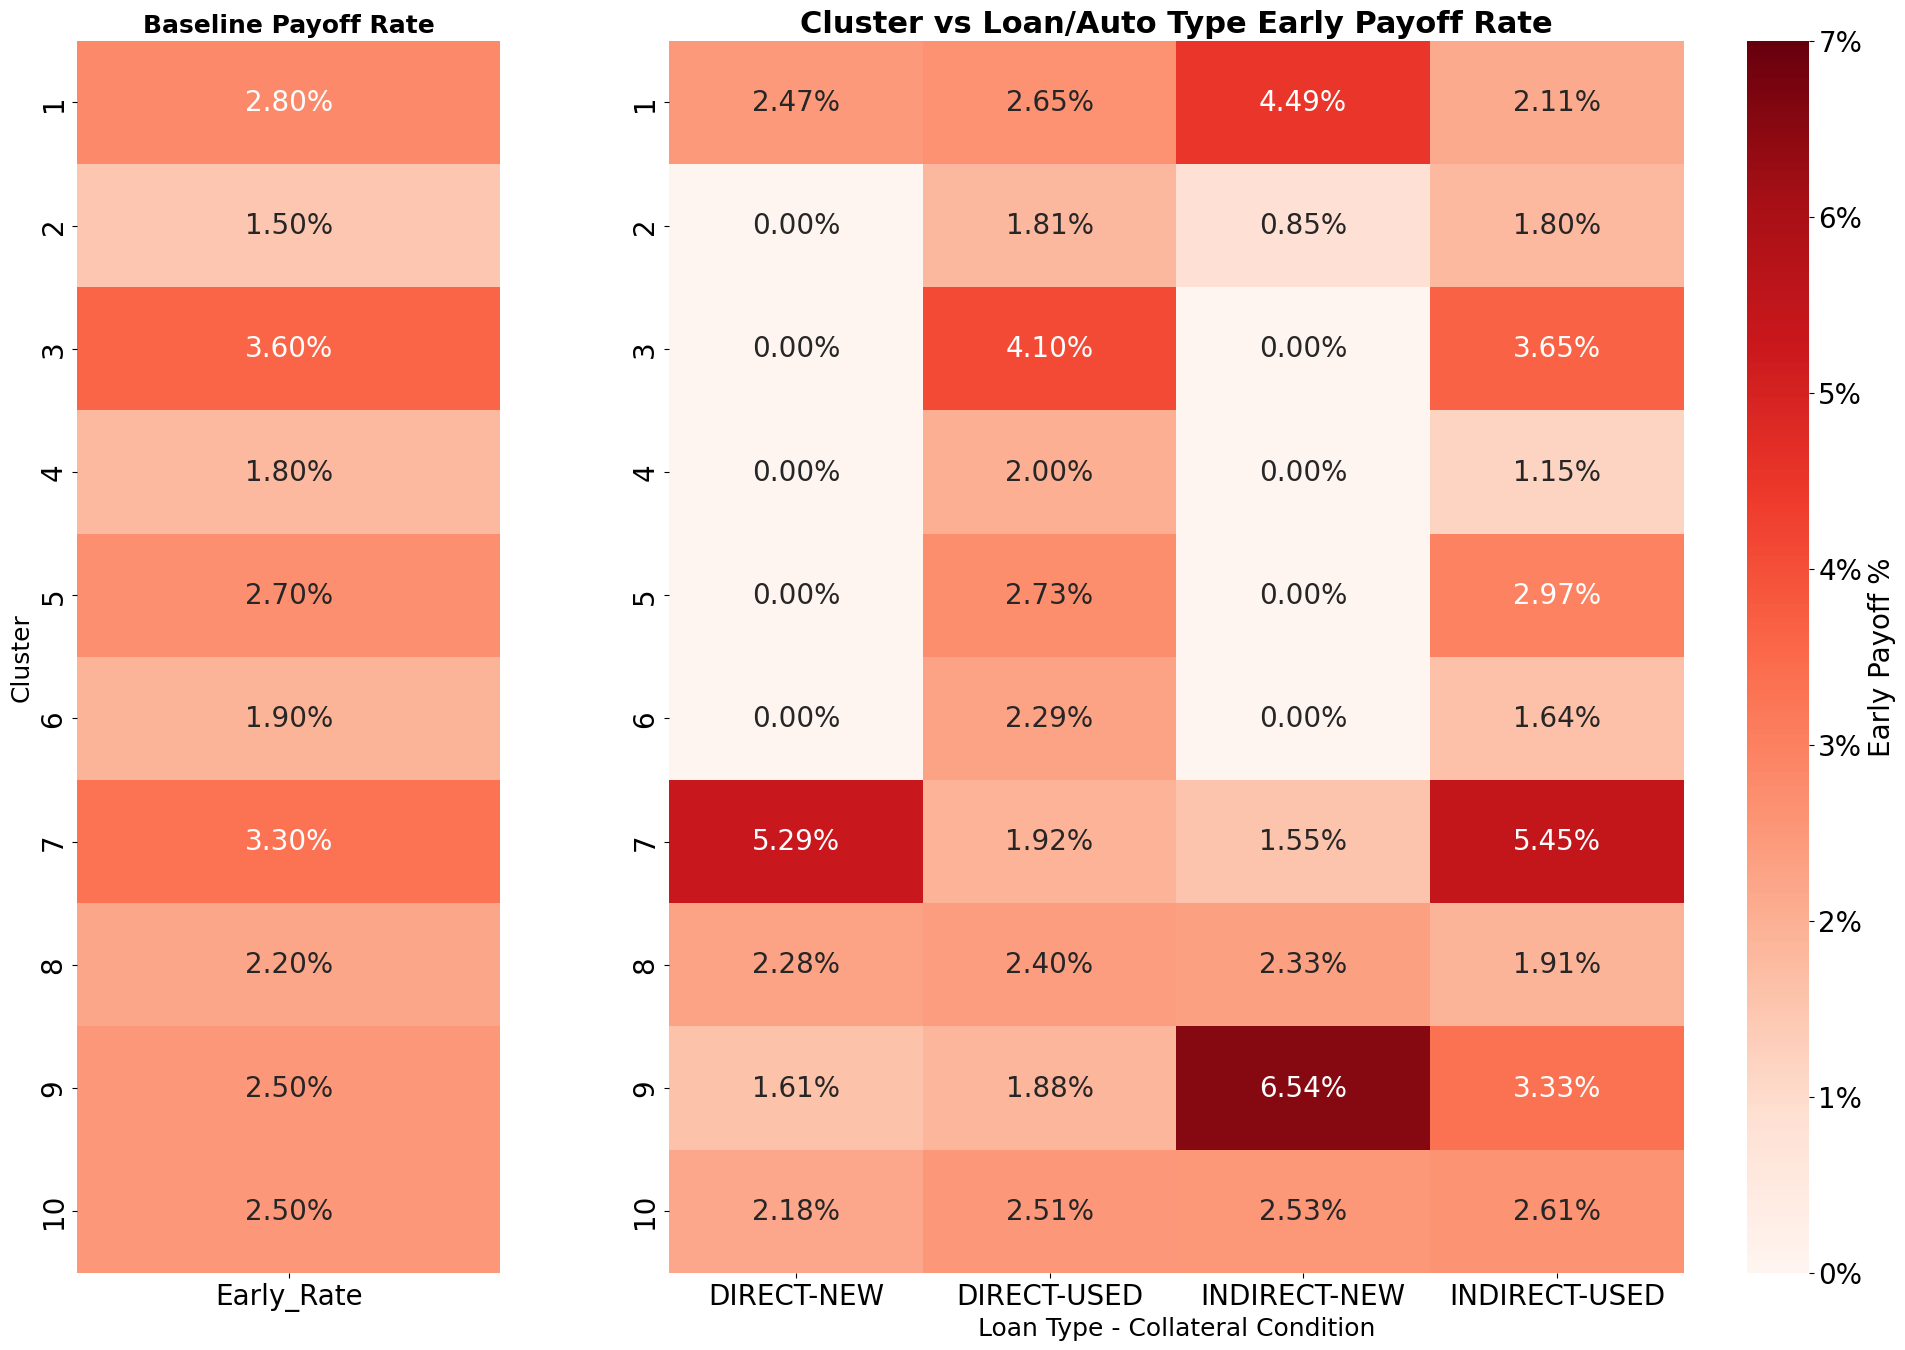 Baseline Payoff Rate
Cluster vs Loan/Auto Type Early Payoff Rate
1 2.80% 1 2.47% 2.65% 4.49% 2.11% 7%
2 1.50% 2 0.00% 1.81% 0.85% 1.80% 6%
3 3.60% 3 0.00% 4.10% 0.00% 3.65% 5%
4 1.80% 4 0.00% 2.00% 0.00% 1.15%
5 2.70% 5 0.00% 2.73% 0.00% 2.97% 4%
6 1.90% 6 0.00% 2.29% 0.00% 1.64% 3%
7 3.30% 7 5.29% 1.92% 1.55% 5.45%
8 2.20% 8 2.28% 2.40% 2.33% 1.91% 2%
9 2.50% 9 1.61% 1.88% 6.54% 3.33% 1%
10 2.50% 10 2.18% 2.51% 2.53% 2.61% 0%
Cluster
Early Payoff %
Early_Rate
DIRECT-NEW DIRECT-USED INDIRECT-NEW INDIRECT-USED
Loan Type - Collateral Condition